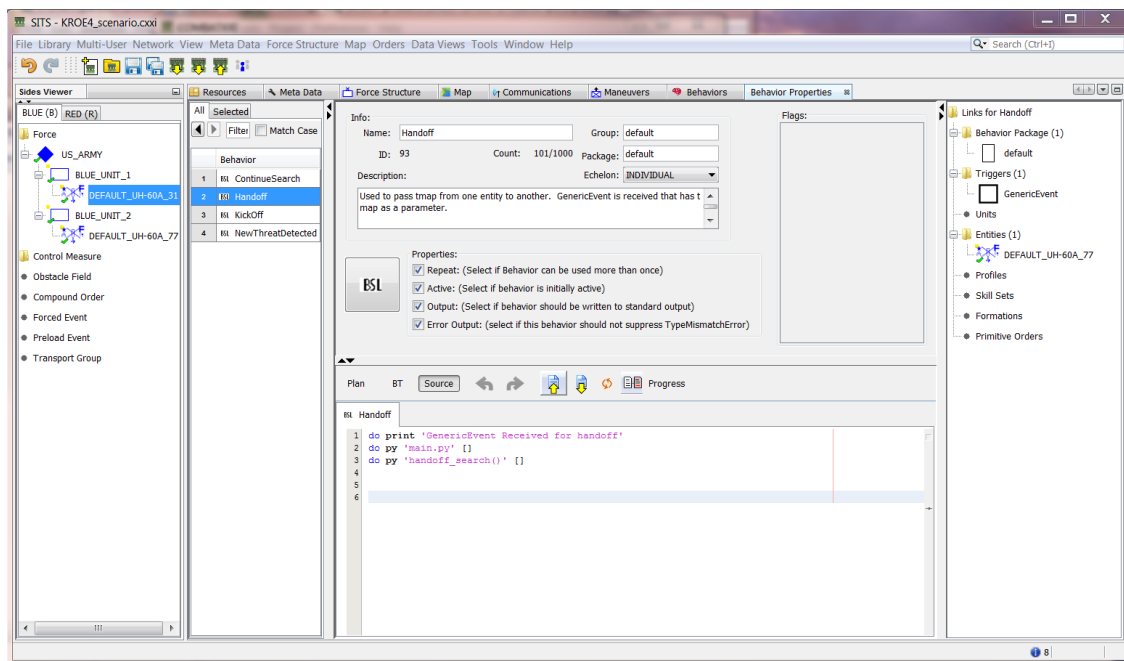 SITS - KROE4_scenario.cxxi
File Library Multi-User Network View Meta Data Force Structure Map Orders Data Views Tools Window Help
Search (Ctrl+I)
Sides Viewer
BLUE (B) RED (R)
Force
US_ARMY
BLUE_UNIT_1
DEFAULT_UH-60A_31
BLUE_UNIT_2
DEFAULT_UH-60A_77
Control Measure
Obstacle Field
Compound Order
Forced Event
Preload Event
Transport Group
Resources Meta Data
All Selected
Filter Match Case
Behavior
1 BSL ContinueSearch
2 BSL Handoff
3 BSL KickOff
4 BSL NewThreatDetected
Force Structure Map Communications Maneuvers Behaviors Behavior Properties
Info:
Name: Handoff Group: default
ID: 93 Count: 101/1000 Package: default
Description: Echelon: INDIVIDUAL
Used to pass tmap from one entity to another. GenericEvent is received that has t
map as a parameter.
Properties:
BSL
Repeat: (Select if Behavior can be used more than once)
Active: (Select if behavior is initially active)
Output: (Select if behavior should be written to standard output)
Error Output: (select if this behavior should not suppress TypeMismatchError)
Flags:
Plan BT Source Progress
BSL Handoff
1 do print 'GenericEvent Received for handoff'
2 do py 'main.py' []
3 do py 'handoff_search()' []
4
5
6
Links for Handoff
Behavior Package (1)
default
Triggers (1)
GenericEvent
Units
Entities (1)
DEFAULT_UH-60A_77
Profiles
Skill Sets
Formations
Primitive Orders
8